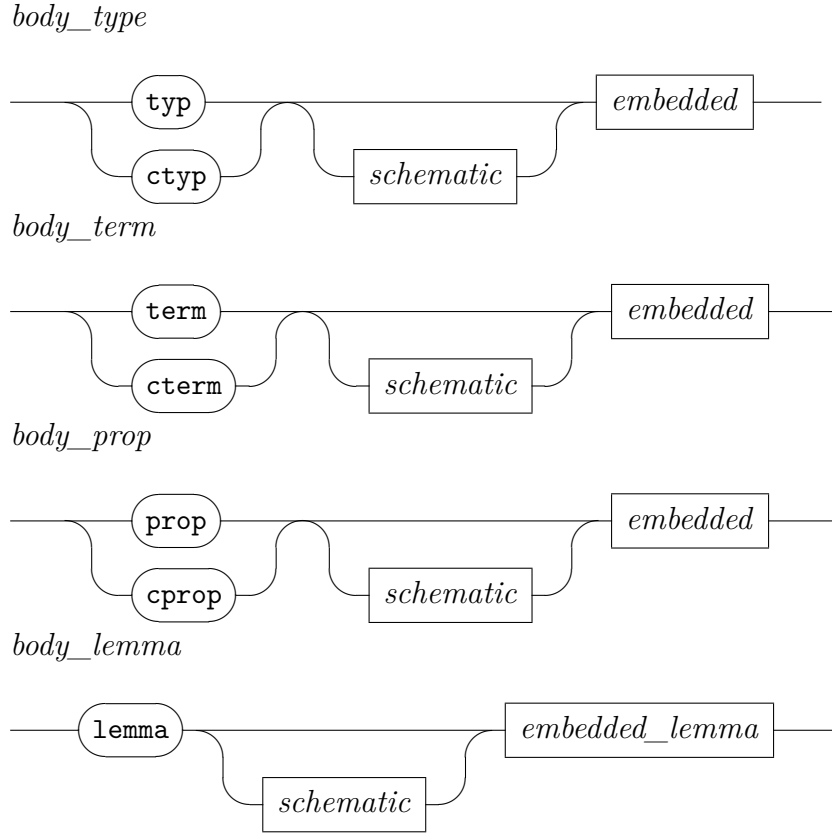 body_type
typ embedded
ctyp schematic
body_term
term embedded
cterm schematic
body_prop
prop embedded
cprop schematic
body_lemma
lemma embedded_lemma
schematic